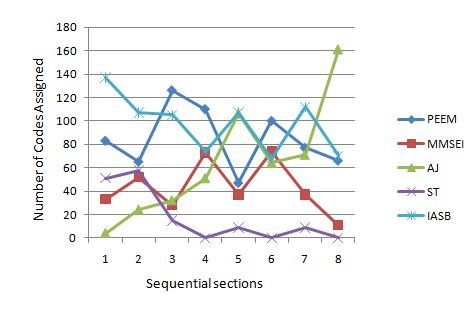 180
160
140
120
100
80
60
40
20
0
Number of Codes Assigned
1 2 3 4 5 6 7 8
Sequential sections
PEEM
MMSEI
AJ
ST
IASB